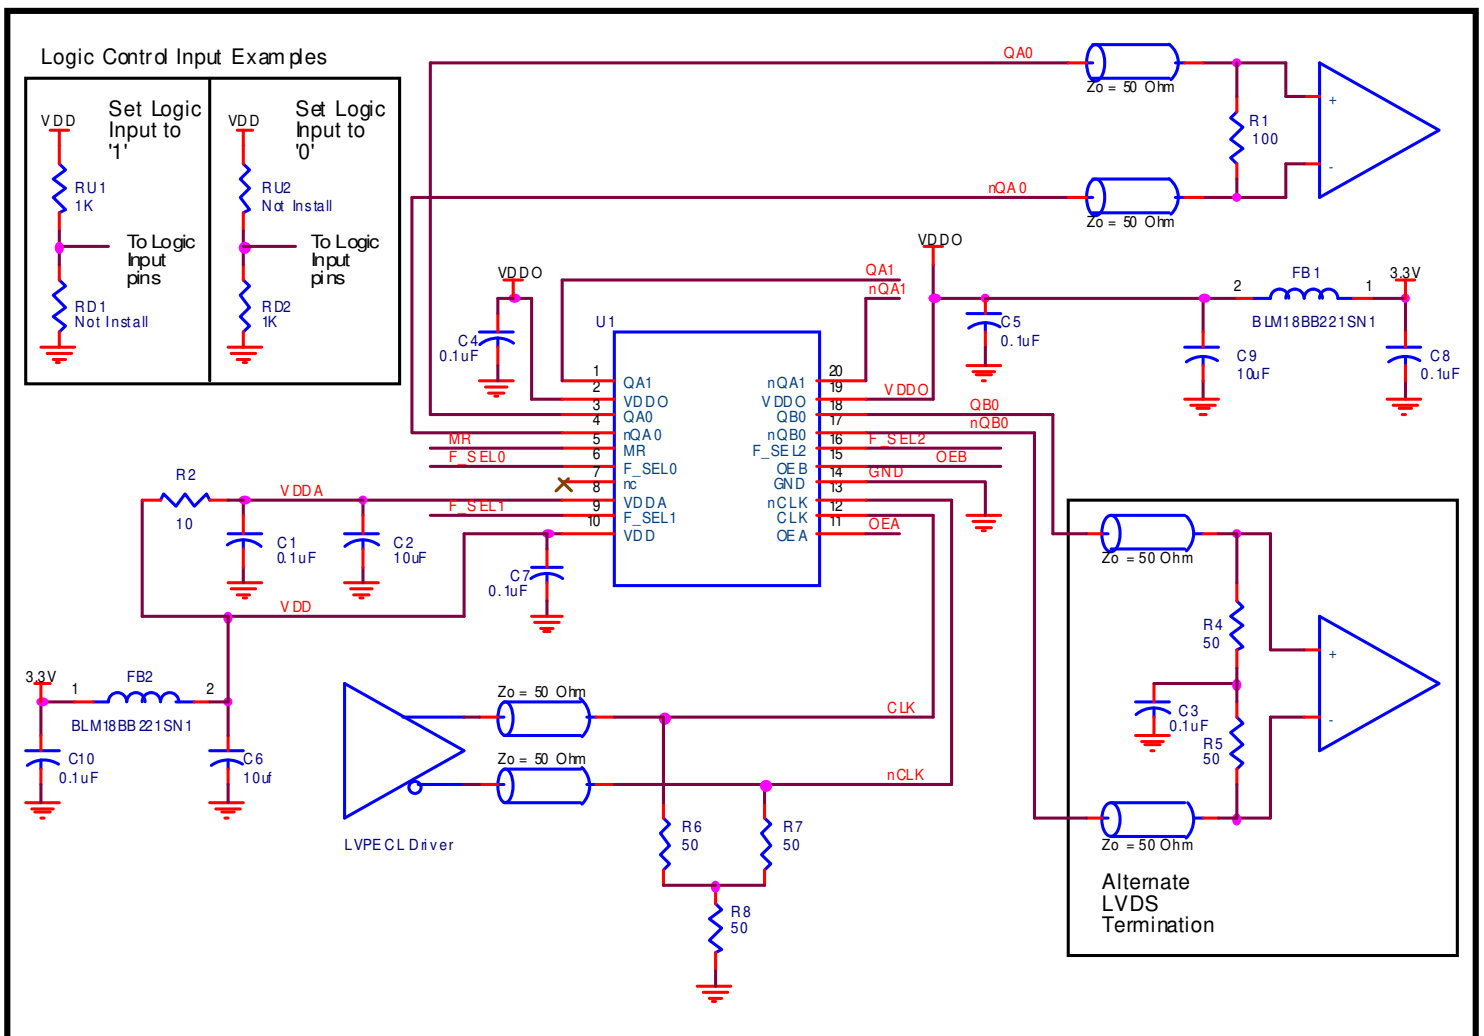 Logic Control Input Examples
VDD
Set Logic
Input to
'1'
RU1
1K
To Logic
Input
pins
RD1
Not Install
VDD
Set Logic
Input to
'0'
RU2
Not Install
To Logic
Input
pins
RD2
1K
QA0
Zo = 50 Ohm
R1
100
+
-
nQA0
Zo = 50 Ohm
VDDO
C4
0.1uF
QA1
nQA1
VDDO
C5
0.1uF
2
FB1
1
BLM18BB221SN1
3.3V
C9
10uF
C8
0.1uF
U1
1
QA1
2
VDDO
3
QA0
4
nQA0
5
MR
6
F_SEL0
7
nc
8
VDDA
9
F_SEL1
10
VDD
20
nQA1
19
VDDO
18
QB0
17
nQB0
16
F_SEL2
15
OEB
14
GND
13
nCLK
12
CLK
11
OEA
MR
F_SEL0
F_SEL1
VDDO
QB0
nQB0
F_SEL2
OEB
GND
OEA
R2
10
VDDA
C1
0.1uF
C2
10uF
C7
0.1uF
VDD
3.3V
1
FB2
2
BLM18BB221SN1
C10
0.1uF
C6
10uf
LVPECL Driver
Zo = 50 Ohm
Zo = 50 Ohm
CLK
nCLK
R6
50
R7
50
R8
50
Zo = 50 Ohm
R4
50
+
-
C3
0.1uF
R5
50
Zo = 50 Ohm
Alternate
LVDS
Termination